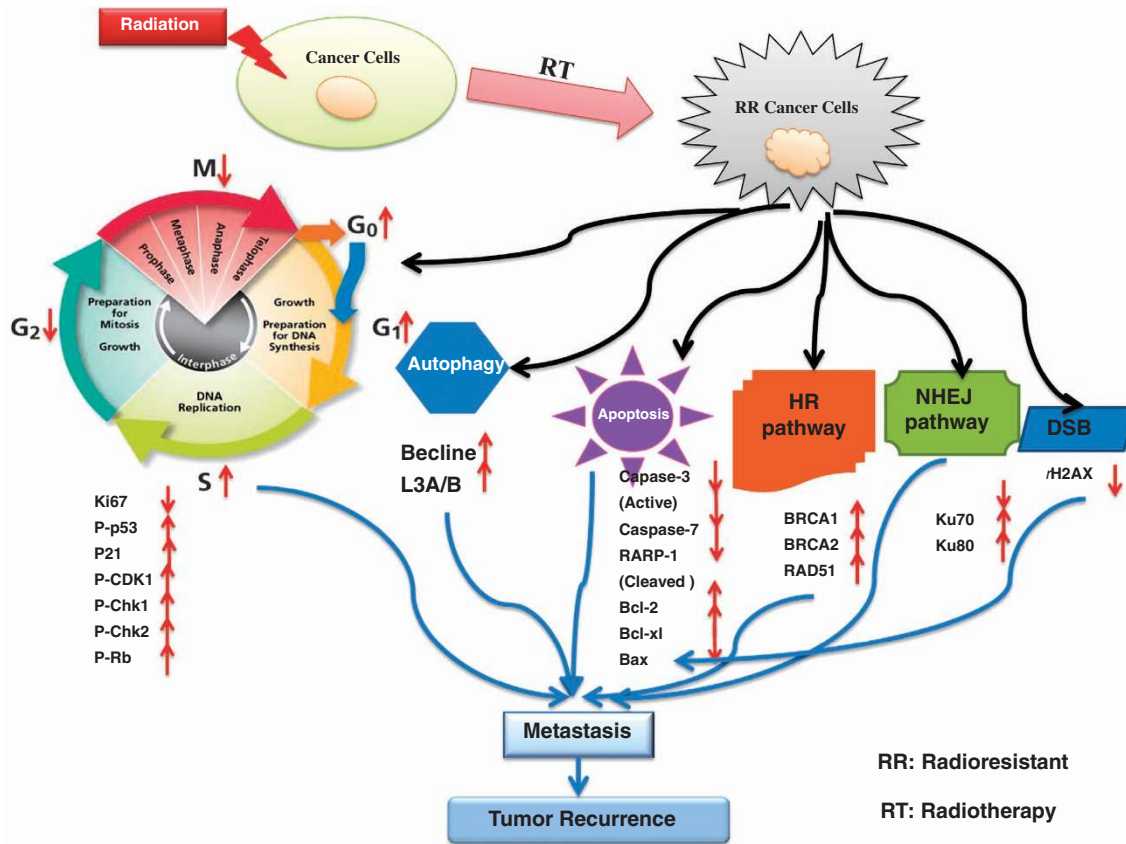 Radiation
Cancer Cells
RT
RR Cancer Cells
M
G0
G1
G2
S
Prophase
Metaphase
Anaphase
Telophase
Preparation
for
Mitosis
Growth
Growth
Preparation
for DNA
Synthesis
Interphase
DNA
Replication
Ki67
P-p53
P21
P-CDK1
P-Chk1
P-Chk2
P-Rb
Autophagy
Becline
L3A/B
Apoptosis
Capase-3
(Active)
Caspase-7
RARP-1
(Cleaved )
Bcl-2
Bcl-xl
Bax
HR
pathway
BRCA1
BRCA2
RAD51
NHEJ
pathway
Ku70
Ku80
DSB
rH2AX
Metastasis
Tumor Recurrence
RR: Radioresistant
RT: Radiotherapy